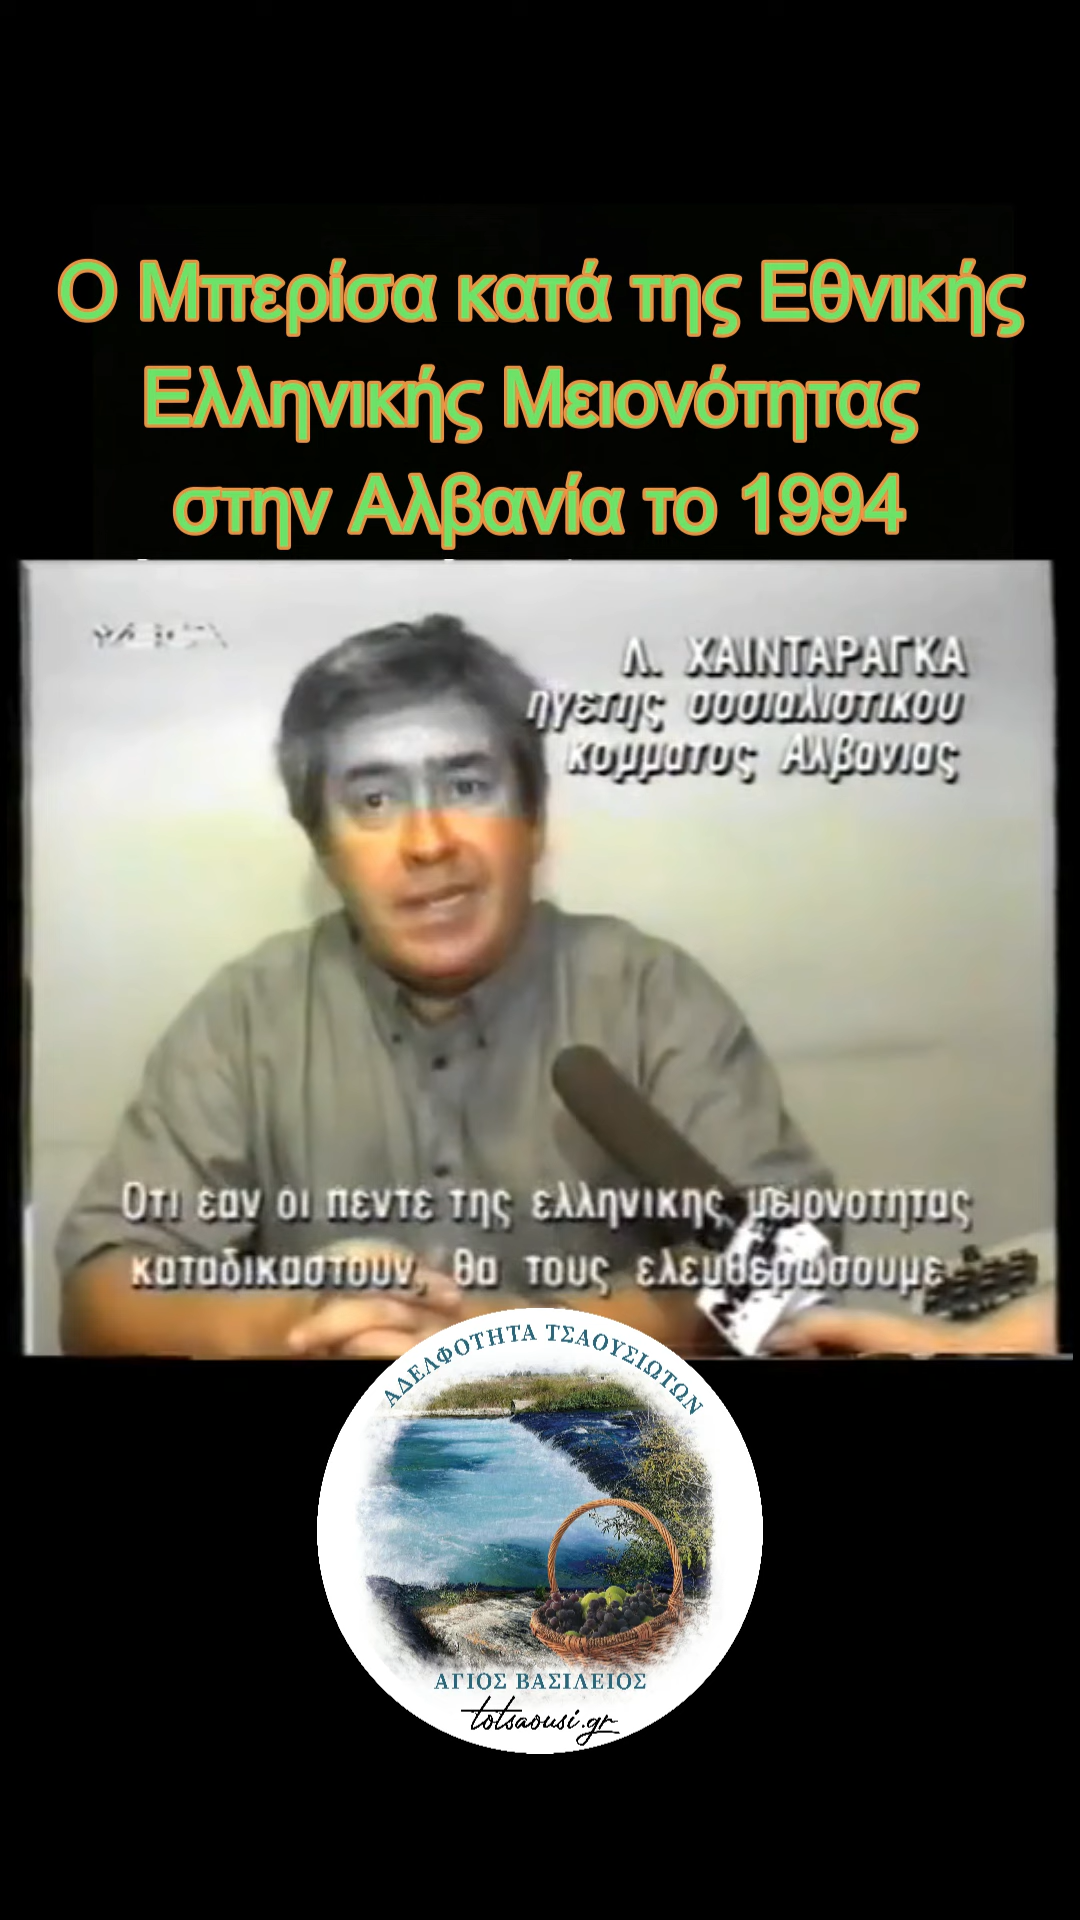 Ο Μπερίσα κατά της Εθνικής
Ελληνικής Μειονότητας
στην Αλβανία το 1994
Λ. ΧΑΙΝΤΑΡΑΓΚΑ
ηγετης σοσιαλιστικου
κομματος Αλβανιας
Οτι εαν οι πεντε της ελληνικης μειονοτητας
καταδικαστουν, θα τους ελευθερωσουμε
ΑΔΕΛΦΟΤΗΤΑ ΤΣΑΟΥΣΙΩΤΩΝ
ΑΓΙΟΣ ΒΑΣΙΛΕΙΟΣ
totsaousi.gr